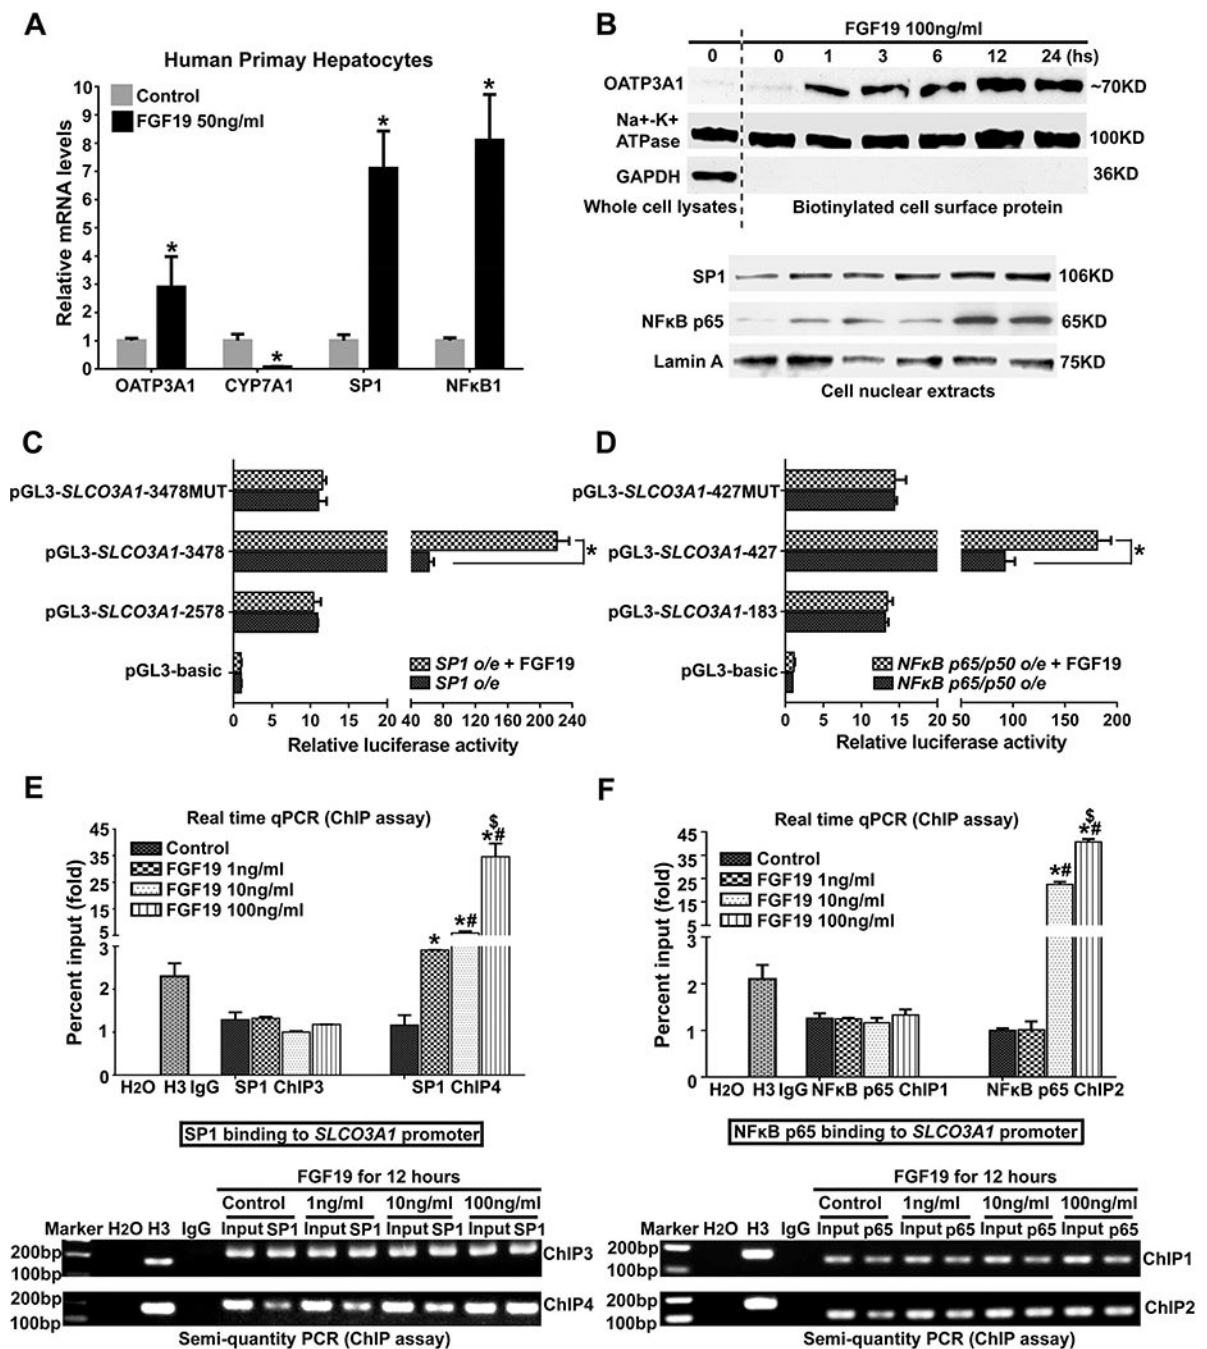 A
Human Primay Hepatocytes
Control
FGF19 50ng/ml
Relative mRNA levels
10
9
8
7
6
5
4
3
2
1
0
*
*
*
*
OATP3A1 CYP7A1 SP1 NFκB1
B
FGF19 100ng/ml
0 0 1 3 6 12 24 (hs)
OATP3A1 ~70KD
Na+-K+
ATPase 100KD
GAPDH 36KD
Whole cell lysates Biotinylated cell surface protein
SP1 106KD
NFκB p65 65KD
Lamin A 75KD
Cell nuclear extracts
C
pGL3-SLCO3A1-3478MUT
pGL3-SLCO3A1-3478 *
pGL3-SLCO3A1-2578
pGL3-basic
SP1 o/e + FGF19
SP1 o/e
0 5 10 15 20 40 80 120 160 200 240
Relative luciferase activity
D
pGL3-SLCO3A1-427MUT
pGL3-SLCO3A1-427 *
pGL3-SLCO3A1-183
pGL3-basic
NFκB p65/p50 o/e + FGF19
NFκB p65/p50 o/e
0 5 10 15 20 50 100 150 200
Relative luciferase activity
E
Real time qPCR (ChIP assay)
Percent input (fold)
45
35
25
15
5
3
2
1
0
Control
FGF19 1ng/ml
FGF19 10ng/ml
FGF19 100ng/ml
*
*#
$
*#
H2O H3 IgG SP1 ChIP3 SP1 ChIP4
SP1 binding to SLCO3A1 promoter
FGF19 for 12 hours
Control 1ng/ml 10ng/ml 100ng/ml
Marker H2O H3 IgG Input SP1 Input SP1 Input SP1 Input SP1
200bp
100bp
ChIP3
200bp
100bp
ChIP4
Semi-quantity PCR (ChIP assay)
F
Real time qPCR (ChIP assay)
Percent input (fold)
45
35
25
15
5
2
1
0
Control
FGF19 1ng/ml
FGF19 10ng/ml
FGF19 100ng/ml
*#
$
*#
H2O H3 IgG NFκB p65 ChIP1 NFκB p65 ChIP2
NFκB p65 binding to SLCO3A1 promoter
FGF19 for 12 hours
Control 1ng/ml 10ng/ml 100ng/ml
Marker H2O H3 IgG Input p65 Input p65 Input p65 Input p65
200bp
100bp
ChIP1
200bp
100bp
ChIP2
Semi-quantity PCR (ChIP assay)